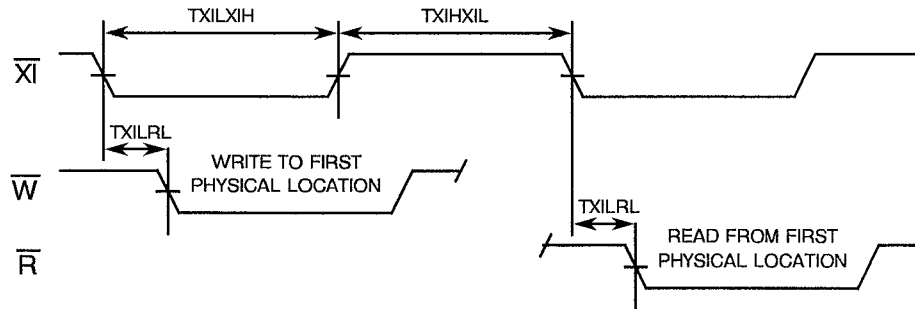 TXILXIH
TXIHXIL
XI
TXILRL
WRITE TO FIRST
PHYSICAL LOCATION
W
TXILRL
READ FROM FIRST
PHYSICAL LOCATION
R